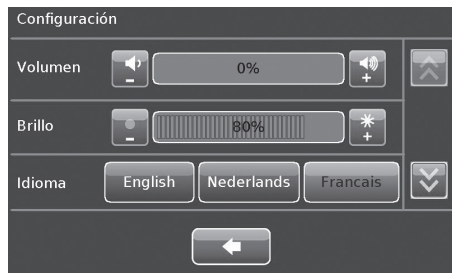 Configuración
Volumen - 0% +
Brillo - 80% +
Idioma English Nederlands Francais